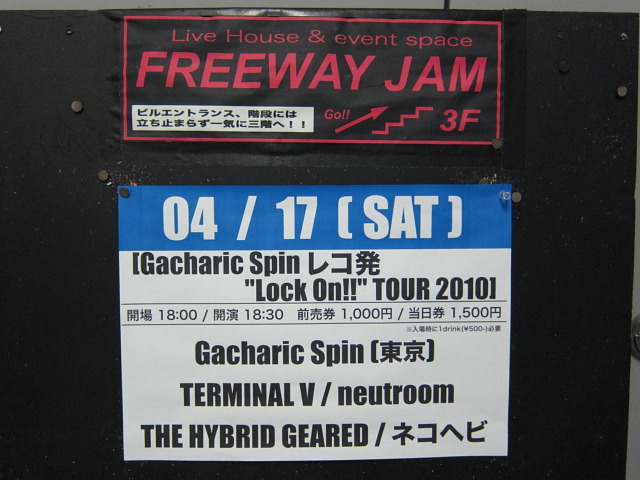 Live House & event space
FREEWAY JAM
ビルエントランス、階段には
立ち止まらず一気に三階へ！！
Go!!
3F
04 / 17 ( SAT )
[Gacharic Spin レコ発
"Lock On!!" TOUR 2010]
開場 18:00 / 開演 18:30 前売券 1,000円 / 当日券 1,500円
※入場時に1drink(¥500-)必要
Gacharic Spin (東京)
TERMINAL V / neutroom
THE HYBRID GEARED / ネコヘビ